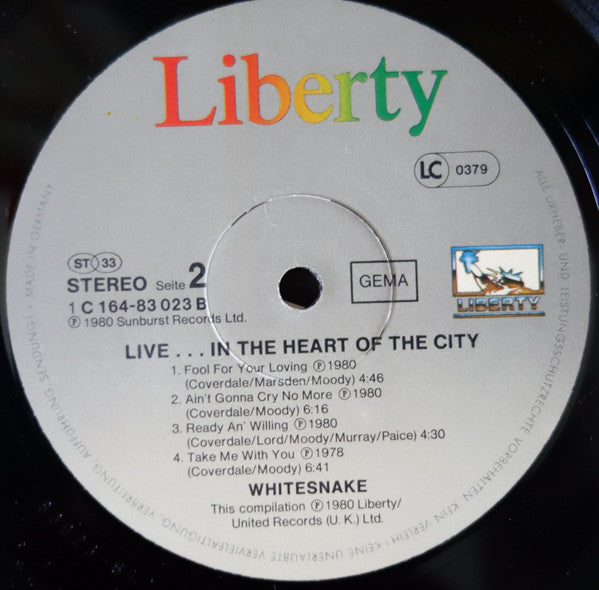 Liberty
LC 0379
ST 33
STEREO Seite 2
1 C 164-83 023 B
℗ 1980 Sunburst Records Ltd.
GEMA
LIBERTY
LIVE . . . IN THE HEART OF THE CITY
1. Fool For Your Loving ℗ 1980
(Coverdale/Marsden/Moody) 4:46
2. Ain't Gonna Cry No More ℗ 1980
(Coverdale/Moody) 6:16
3. Ready An' Willing ℗ 1980
(Coverdale/Lord/Moody/Murray/Paice) 4:30
4. Take Me With You ℗ 1978
(Coverdale/Moody) 6:41
WHITESNAKE
This compilation ℗ 1980 Liberty/
United Records (U. K.) Ltd.
ALLE URHEBER- UND LEISTUNGSSCHUTZRECHTE VORBEHALTEN. KEIN VERLEIH! KEINE UNERLAUBTE VERVIELFÄLTIGUNG, VERBREITUNG, AUFFÜHRUNG, SENDUNG! · MADE IN GERMANY